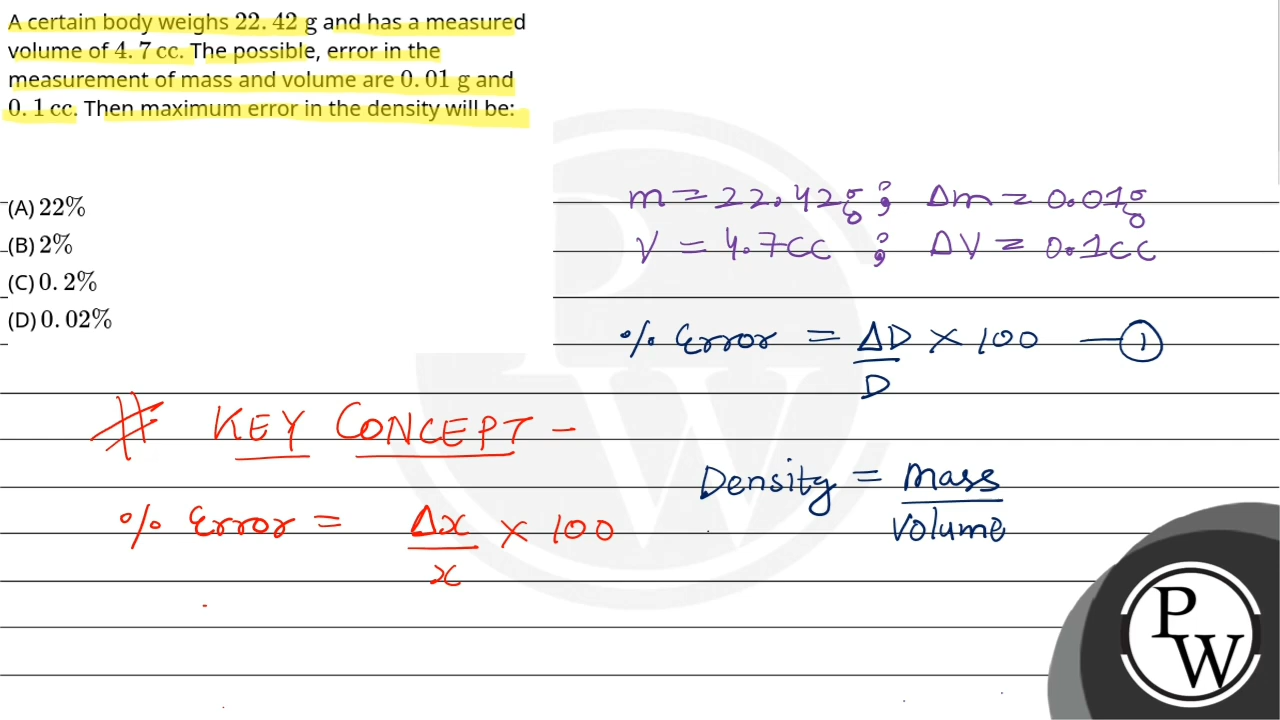 A certain body weighs 22.42 g and has a measured
volume of 4.7 cc. The possible, error in the
measurement of mass and volume are 0.01 g and
0.1 cc. Then maximum error in the density will be:
(A) 22%
(B) 2%
(C) 0.2%
(D) 0.02%
m = 22.42g ; Δm = 0.01g
V = 4.7cc ; ΔV = 0.1cc
% Error = ΔD/D × 100 — ①
# KEY CONCEPT -
% Error = Δx/x × 100
Density = mass/volume
P
W
PW